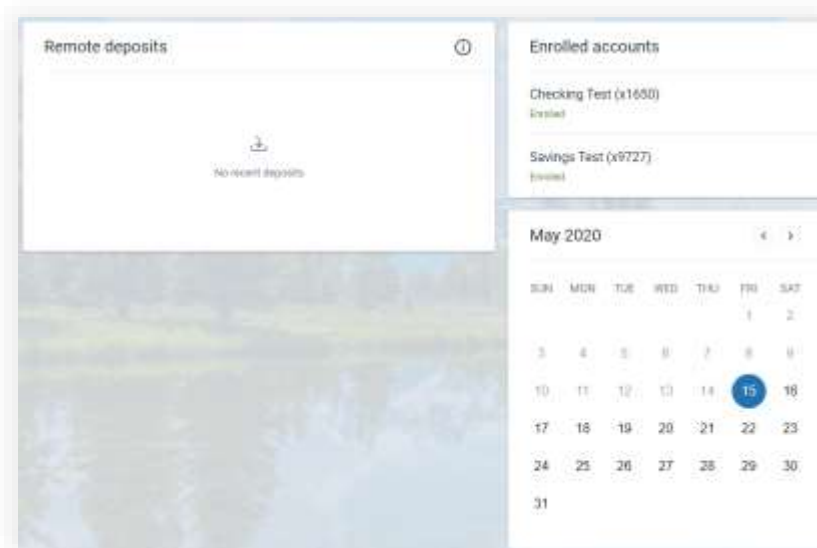 Remote deposits
No recent deposits
Enrolled accounts
Checking Test (x1650)
Enrolled
Savings Test (x9727)
Enrolled
May 2020
SUN MON TUE WED THU FRI SAT
1 2
3 4 5 6 7 8 9
10 11 12 13 14 15 16
17 18 19 20 21 22 23
24 25 26 27 28 29 30
31